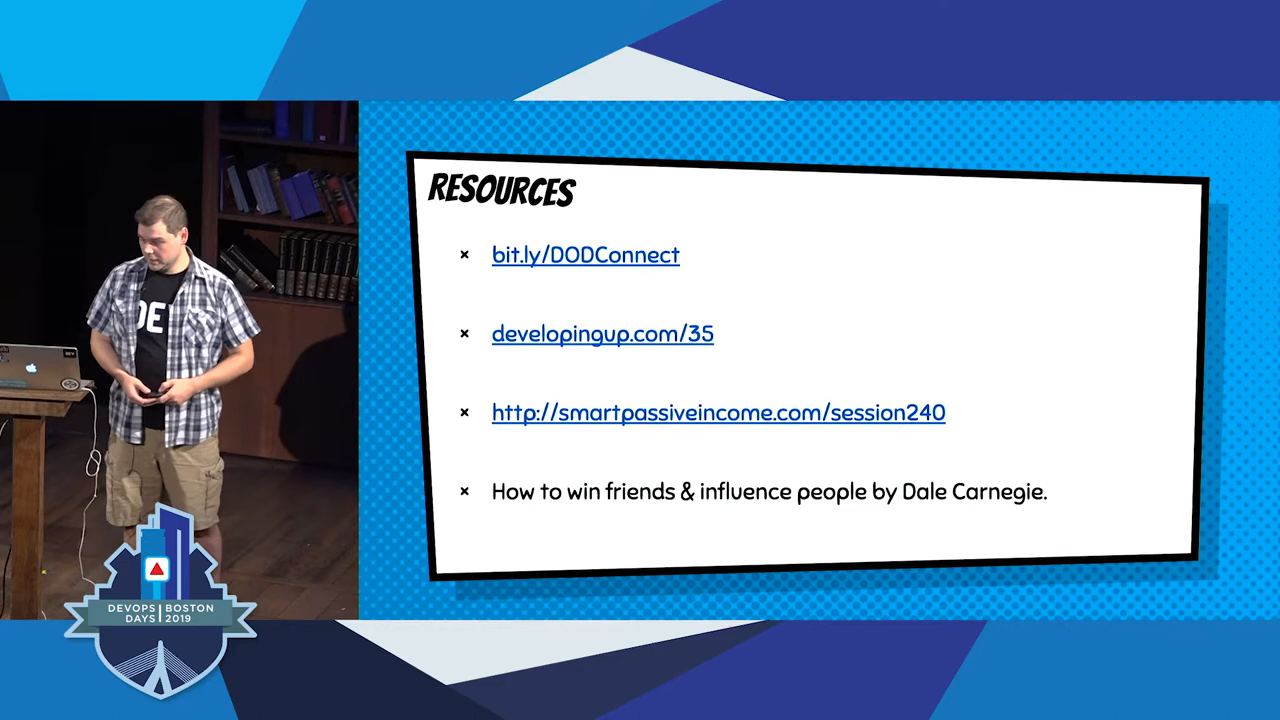 RESOURCES
bit.ly/DODConnect
developingup.com/35
http://smartpassiveincome.com/session240
How to win friends & influence people by Dale Carnegie.
DE
DEVOPS BOSTON
DAYS 2019